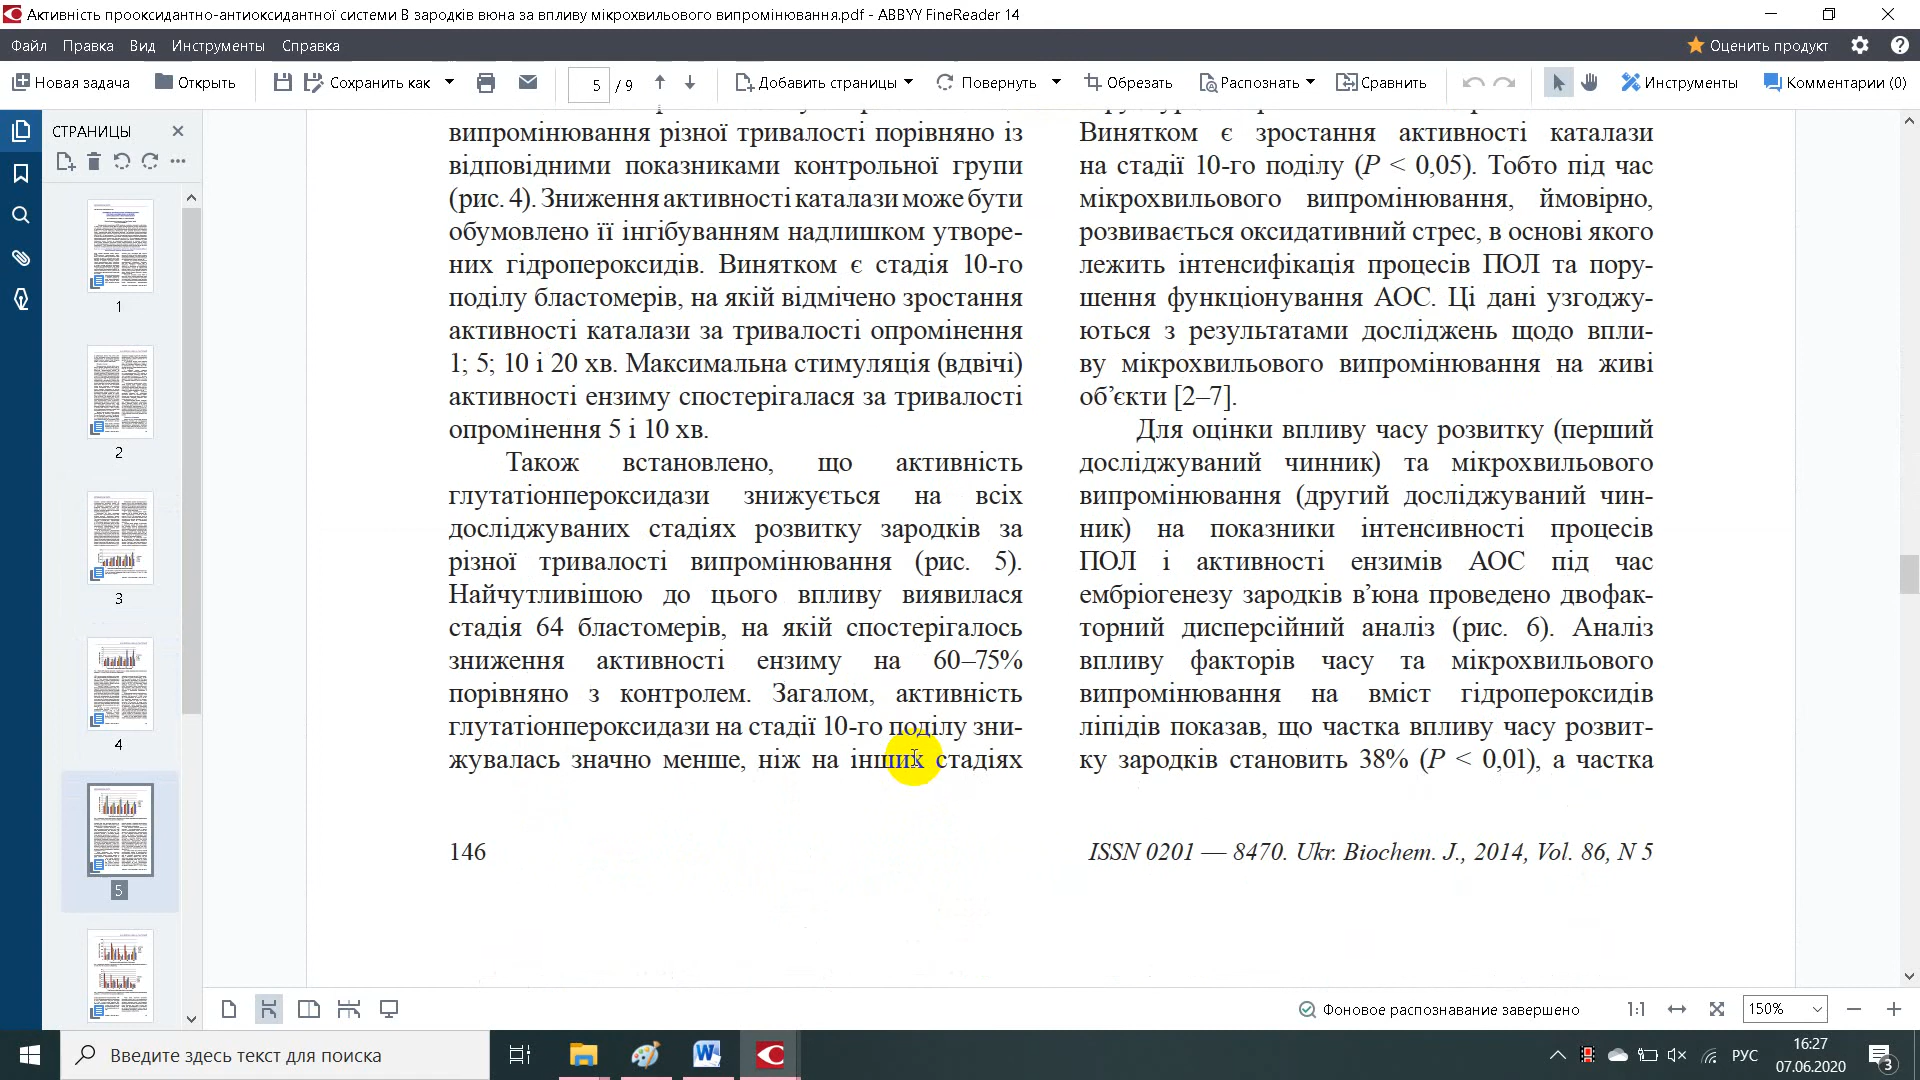 Активність прооксидантно-антиоксидантної системи В зародків вюна за впливу мікрохвильового випромінювання.pdf - ABBYY FineReader 14
Файл Правка Вид Инструменты Справка
Оценить продукт
Новая задача Открыть Сохранить как 5 / 9 Добавить страницы Повернуть Обрезать Распознать Сравнить Инструменты Комментарии (0)
СТРАНИЦЫ
1
2
3
4
5
випромінювання різної тривалості порівняно із
відповідними показниками контрольної групи
(рис. 4). Зниження активності каталази може бути
обумовлено її інгібуванням надлишком утворе-
них гідропероксидів. Винятком є стадія 10-го
поділу бластомерів, на якій відмічено зростання
активності каталази за тривалості опромінення
1; 5; 10 і 20 хв. Максимальна стимуляція (вдвічі)
активності ензиму спостерігалася за тривалості
опромінення 5 і 10 хв.
Також встановлено, що активність
глутатіонпероксидази знижується на всіх
досліджуваних стадіях розвитку зародків за
різної тривалості випромінювання (рис. 5).
Найчутливішою до цього впливу виявилася
стадія 64 бластомерів, на якій спостерігалось
зниження активності ензиму на 60–75%
порівняно з контролем. Загалом, активність
глутатіонпероксидази на стадії 10-го поділу зни-
жувалась значно менше, ніж на інших стадіях
Винятком є зростання активності каталази
на стадії 10-го поділу (P < 0,05). Тобто під час
мікрохвильового випромінювання, ймовірно,
розвивається оксидативний стрес, в основі якого
лежить інтенсифікація процесів ПОЛ та пору-
шення функціонування АОС. Ці дані узгоджу-
ються з результатами досліджень щодо впли-
ву мікрохвильового випромінювання на живі
об’єкти [2–7].
Для оцінки впливу часу розвитку (перший
досліджуваний чинник) та мікрохвильового
випромінювання (другий досліджуваний чин-
ник) на показники інтенсивності процесів
ПОЛ і активності ензимів АОС під час
ембріогенезу зародків в’юна проведено двофак-
торний дисперсійний аналіз (рис. 6). Аналіз
впливу факторів часу та мікрохвильового
випромінювання на вміст гідропероксидів
ліпідів показав, що частка впливу часу розвит-
ку зародків становить 38% (P < 0,01), а частка
146
ISSN 0201 — 8470. Ukr. Biochem. J., 2014, Vol. 86, N 5
Фоновое распознавание завершено
1:1
150%
Введите здесь текст для поиска
РУС
16:27
07.06.2020
3